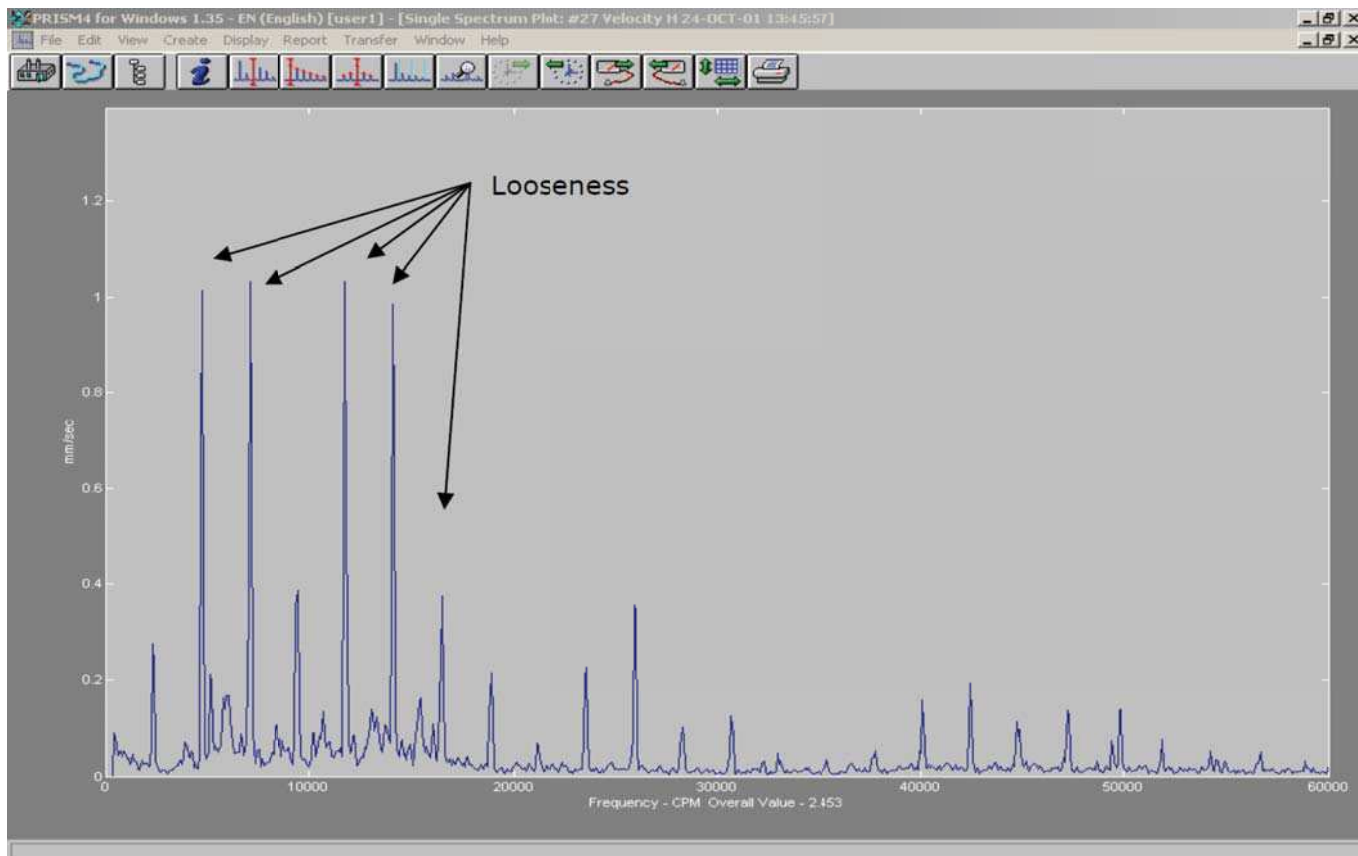 PRISM4 for Windows 1.35 - EN (English) [user1] - [Single Spectrum Plot: #27 Velocity H 24-OCT-01 13:45:57]
File Edit View Create Display Report Transfer Window Help
Looseness
1.2
1
0.8
mm/sec
0.6
0.4
0.2
0
0 10000 20000 30000 40000 50000 60000
Frequency - CPM Overall Value - 2.453